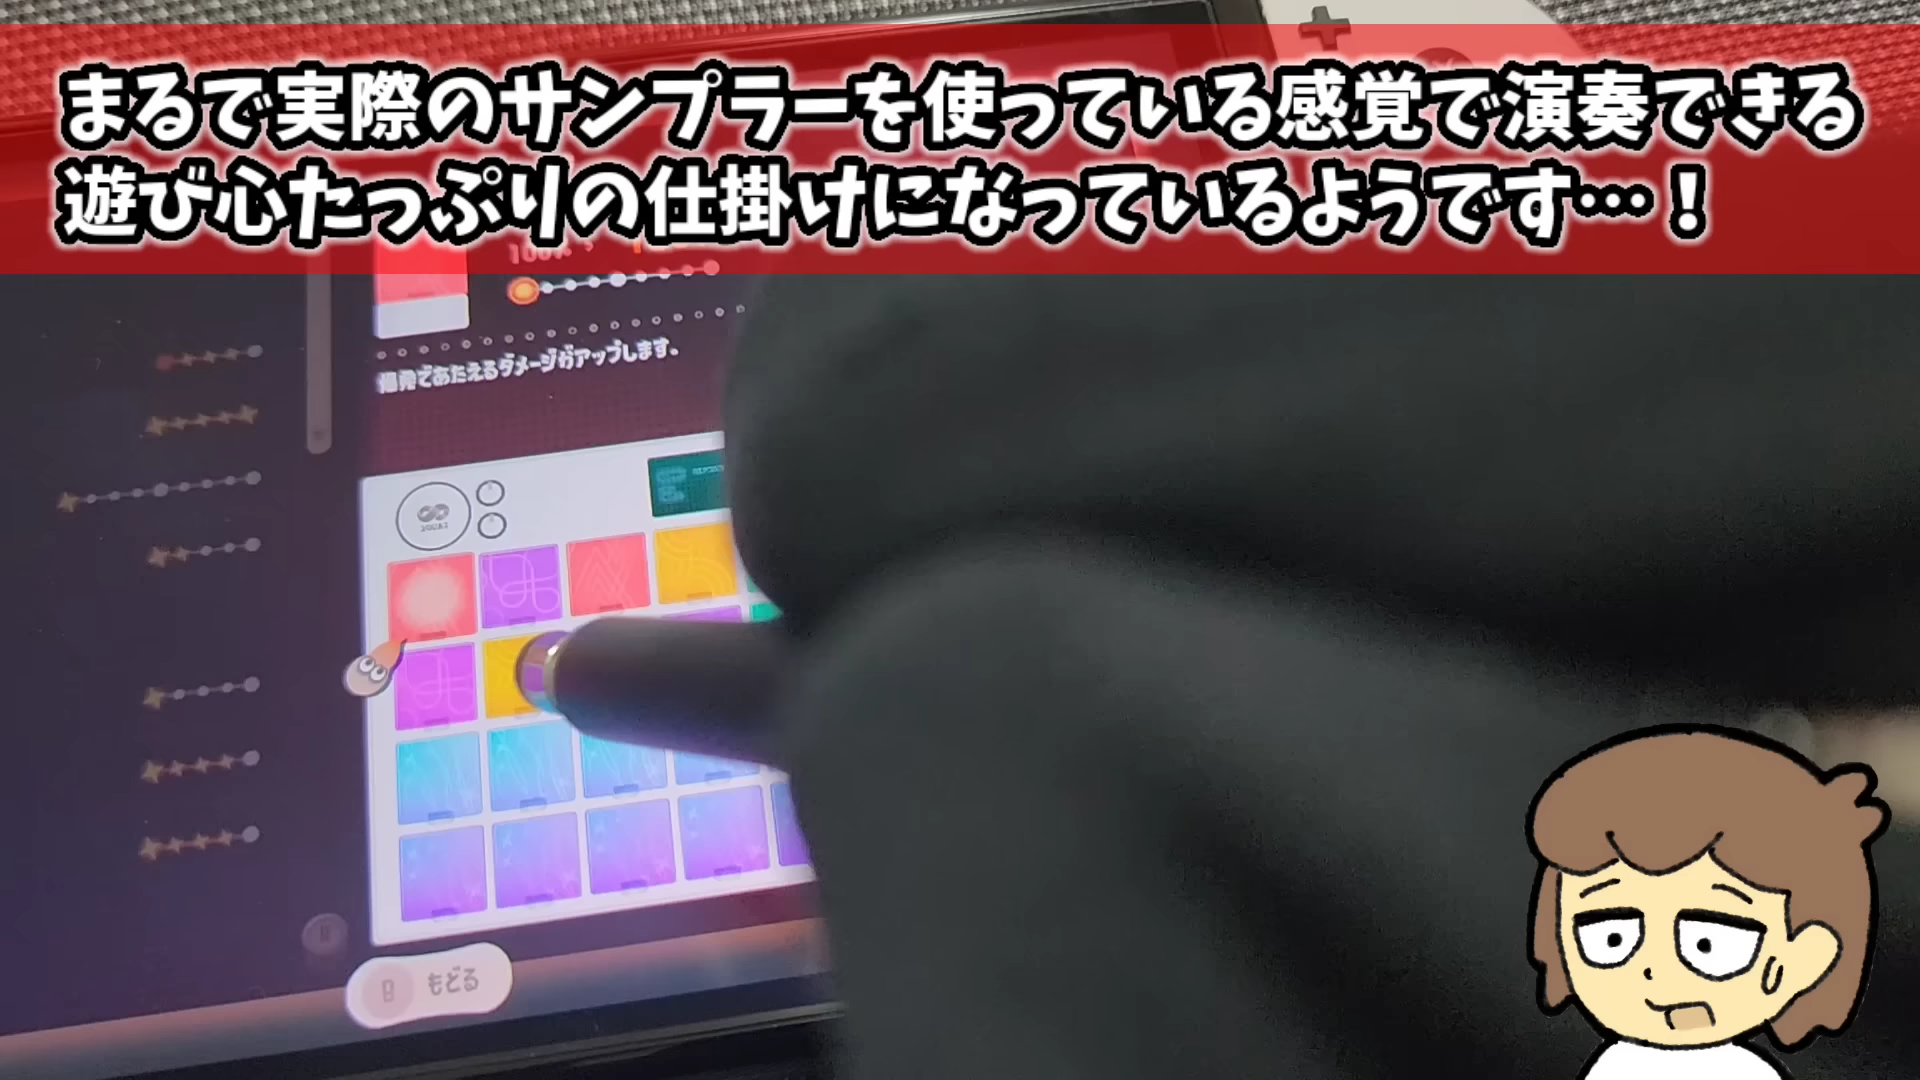 まるで実際のサンプラーを使っている感覚で演奏できる
遊び心たっぷりの仕掛けになっているようです…！
爆発であたえるダメージがアップします。
もどる